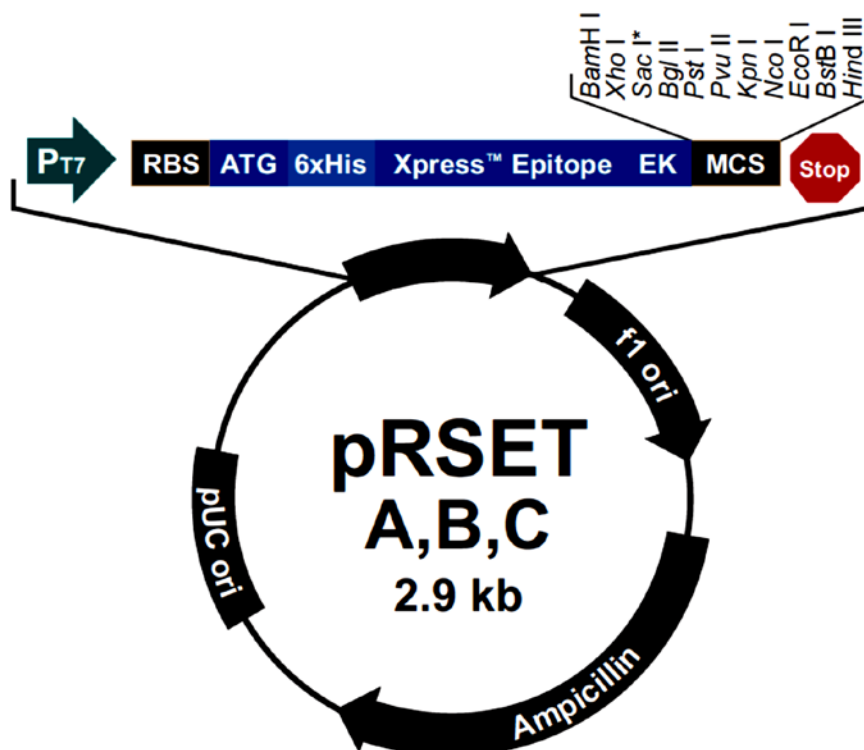 BamH I
Xho I
Sac I*
Bgl II
Pst I
Pvu II
Kpn I
Nco I
EcoR I
BstB I
Hind III
PT7
RBS
ATG
6xHis
Xpress™ Epitope
EK
MCS
Stop
f1 ori
pRSET
A,B,C
2.9 kb
pUC ori
Ampicillin